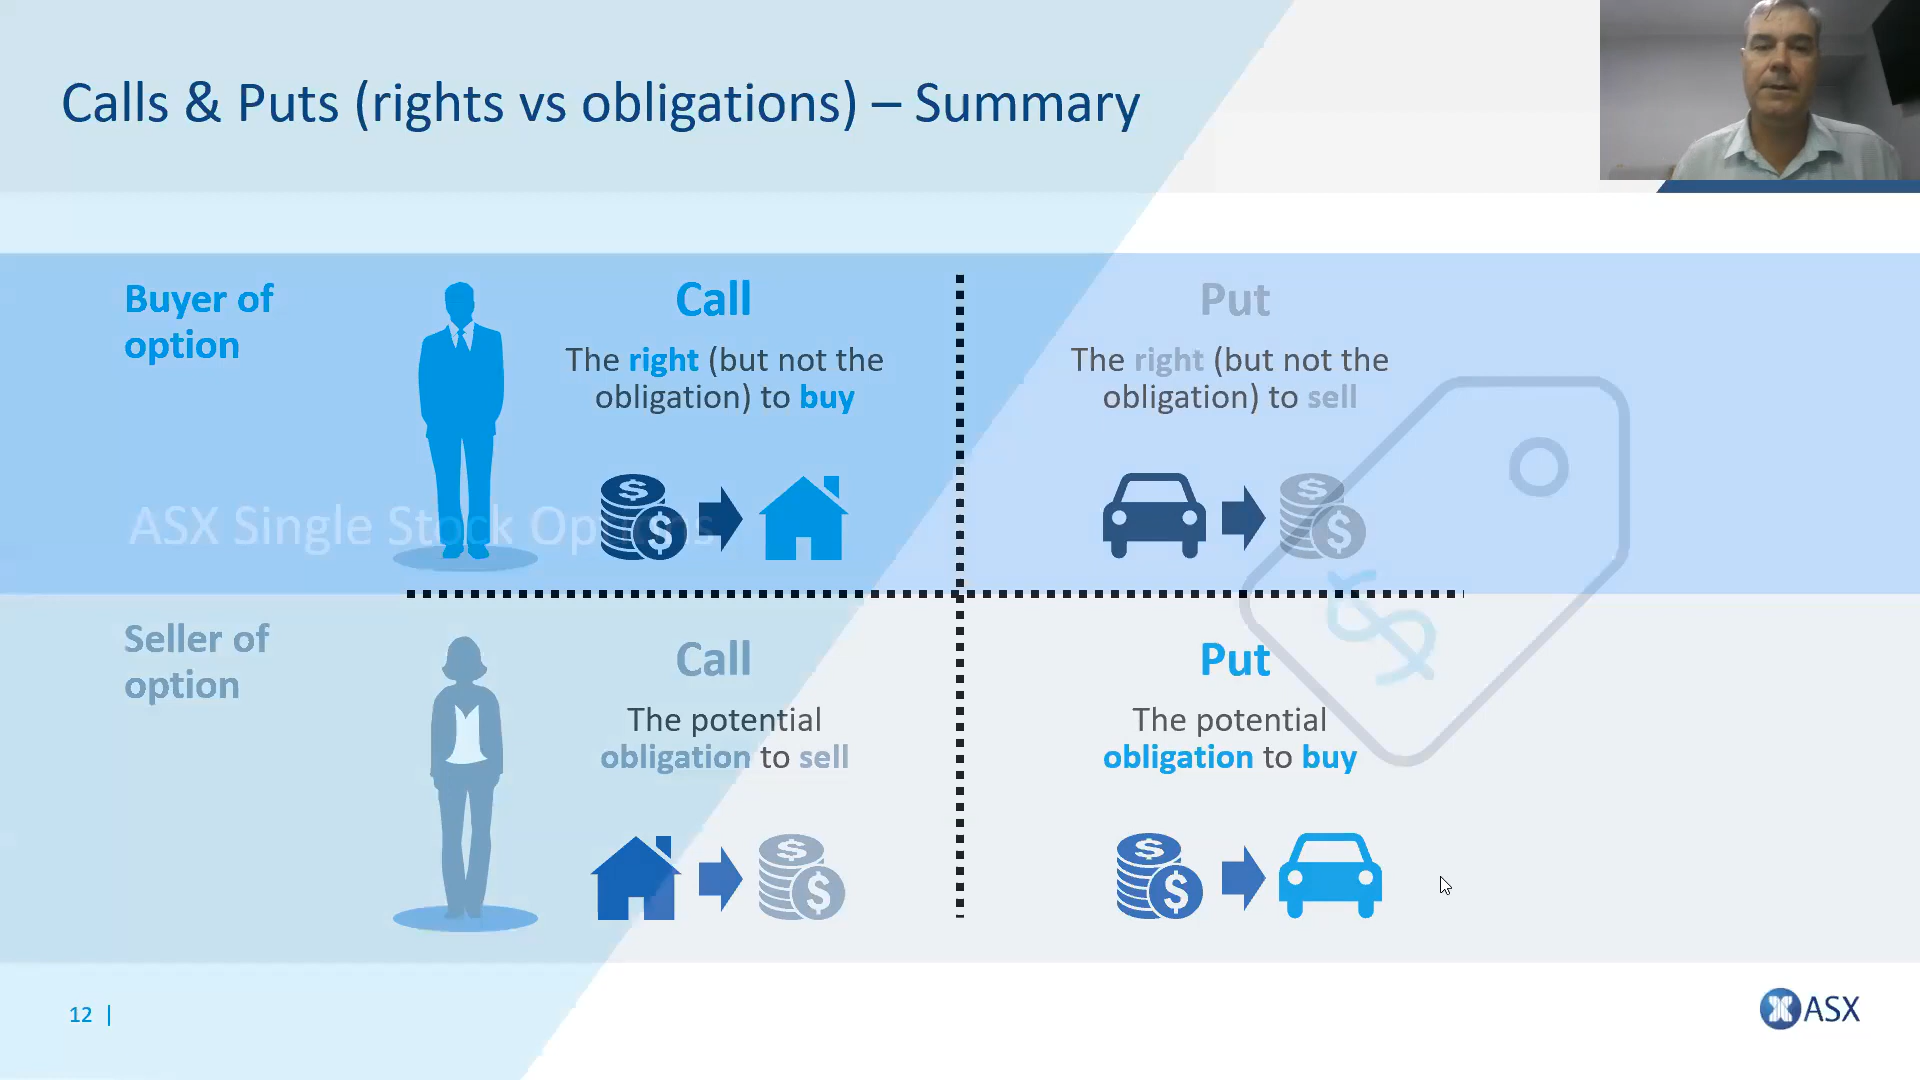 Calls & Puts (rights vs obligations) – Summary
Buyer of
option
Call
The right (but not the
obligation) to buy
Put
The right (but not the
obligation) to sell
$
$
$
$
ASX Single Stock Options
$
Seller of
option
Call
The potential
obligation to sell
Put
The potential
obligation to buy
$
$
$
$
12 |
ASX